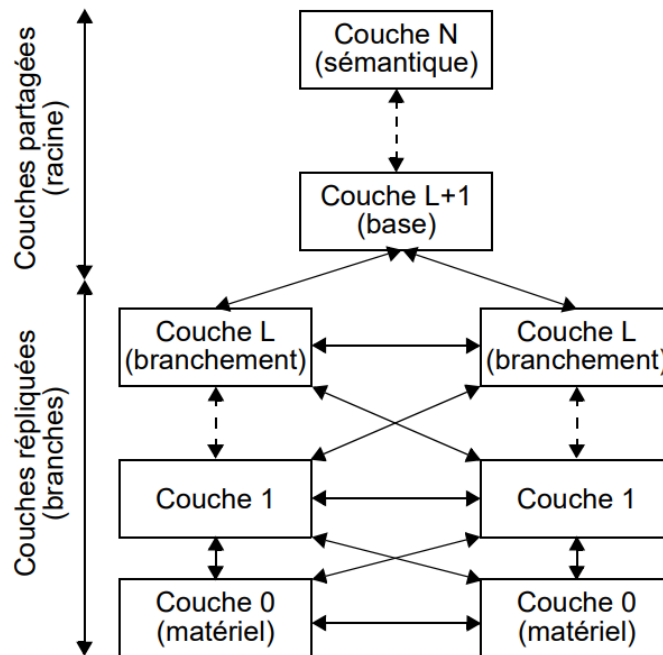 Couche N
(sémantique)
Couches partagées
(racine)
Couche L+1
(base)
Couche L
(branchement)
Couche L
(branchement)
Couches répliquées
(branches)
Couche 1
Couche 1
Couche 0
(matériel)
Couche 0
(matériel)